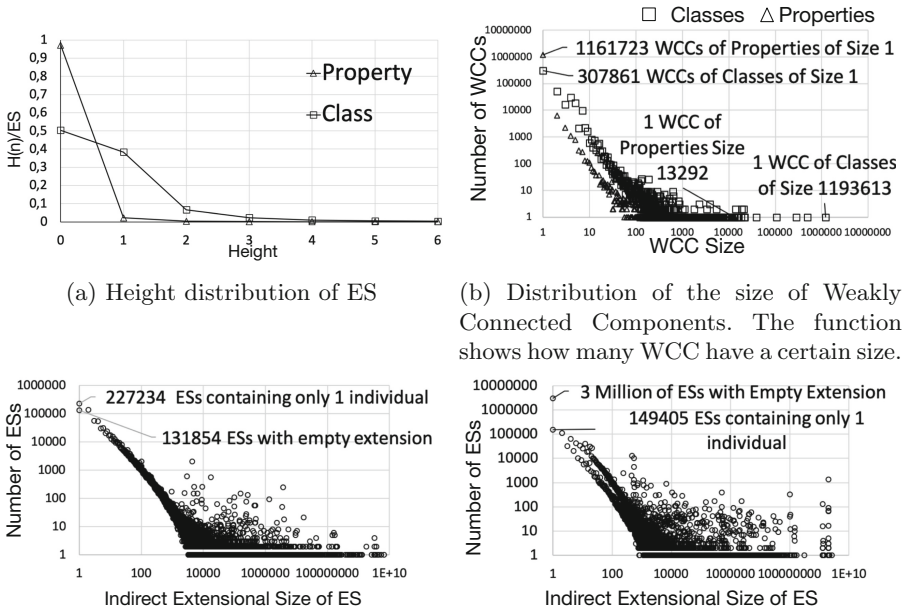 1
0,9
0,8
0,7
0,6
0,5
0,4
0,3
0,2
0,1
0
H(n)/ES
Property
Class
0 1 2 3 4 5 6
Height
(a) Height distribution of ES
□ Classes △ Properties
1000000
100000
10000
1000
100
10
1
Number of WCCs
1161723 WCCs of Properties of Size 1
307861 WCCs of Classes of Size 1
1 WCC of
Properties Size
13292
1 WCC of Classes
of Size 1193613
1 10 100 1000 10000 100000 1000000 10000000
WCC Size
(b) Distribution of the size of Weakly
Connected Components. The function
shows how many WCC have a certain size.
1000000
100000
10000
1000
100
10
1
Number of ESs
227234 ESs containing only 1 individual
131854 ESs with empty extension
1 100 10000 1000000 100000000 1E+10
Indirect Extensional Size of ES
10000000
1000000
100000
10000
1000
100
10
1
Number of ESs
3 Million of ESs with Empty Extension
149405 ESs containing only 1
individual
1 100 10000 1000000 100000000 1E+10
Indirect Extensional Size of ES